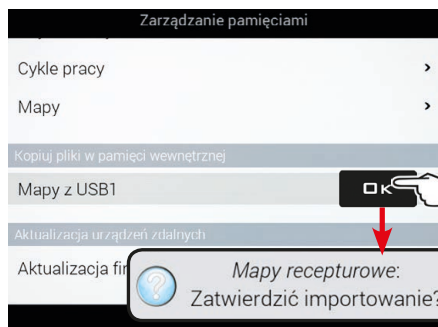 Zarządzanie pamięciami
Cykle pracy
Mapy
Kopiuj pliki w pamięci wewnętrznej
Mapy z USB1
OK
Aktualizacja urządzeń zdalnych
Aktualizacja
Mapy recepturowe:
Zatwierdzić importowanie?